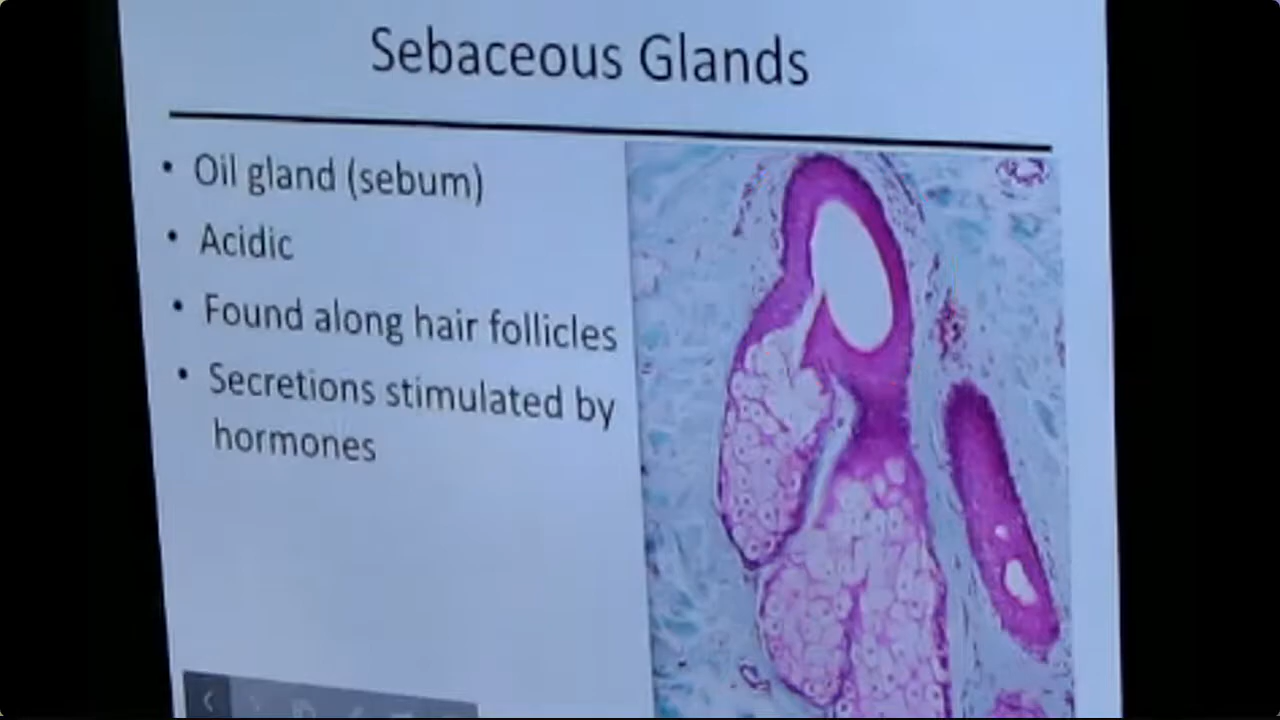 Sebaceous Glands
• Oil gland (sebum)
• Acidic
• Found along hair follicles
• Secretions stimulated by
hormones